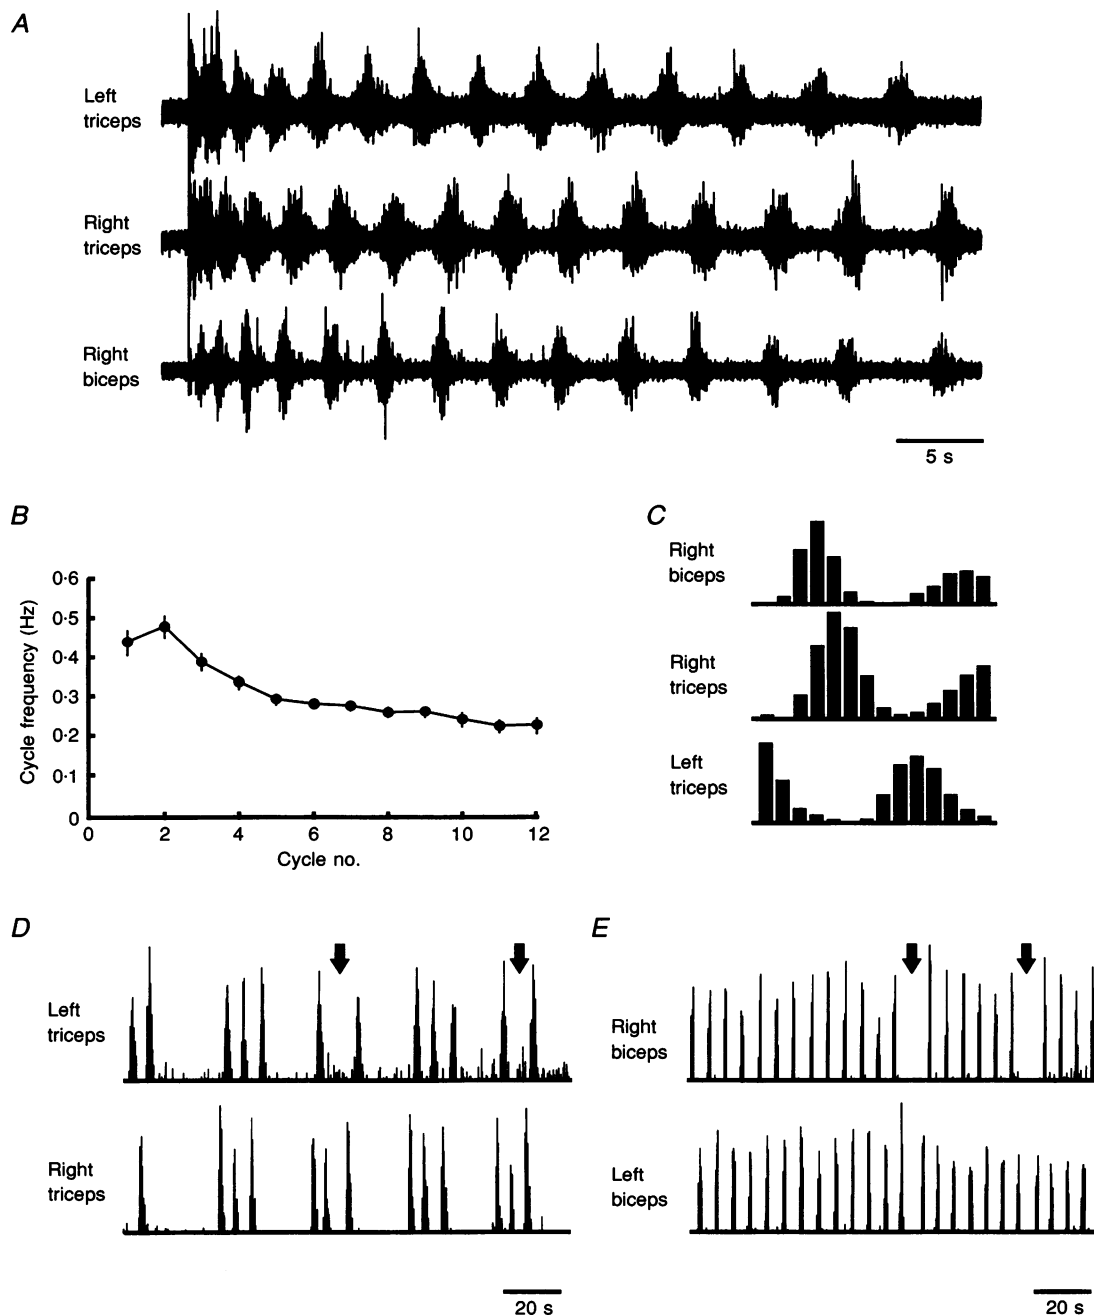 A
Left
triceps
Right
triceps
Right
biceps
5 s
B
Cycle frequency (Hz)
0·6
0·5
0·4
0·3
0·2
0·1
0
0 2 4 6 8 10 12
Cycle no.
C
Right
biceps
Right
triceps
Left
triceps
D
Left
triceps
Right
triceps
20 s
E
Right
biceps
Left
biceps
20 s